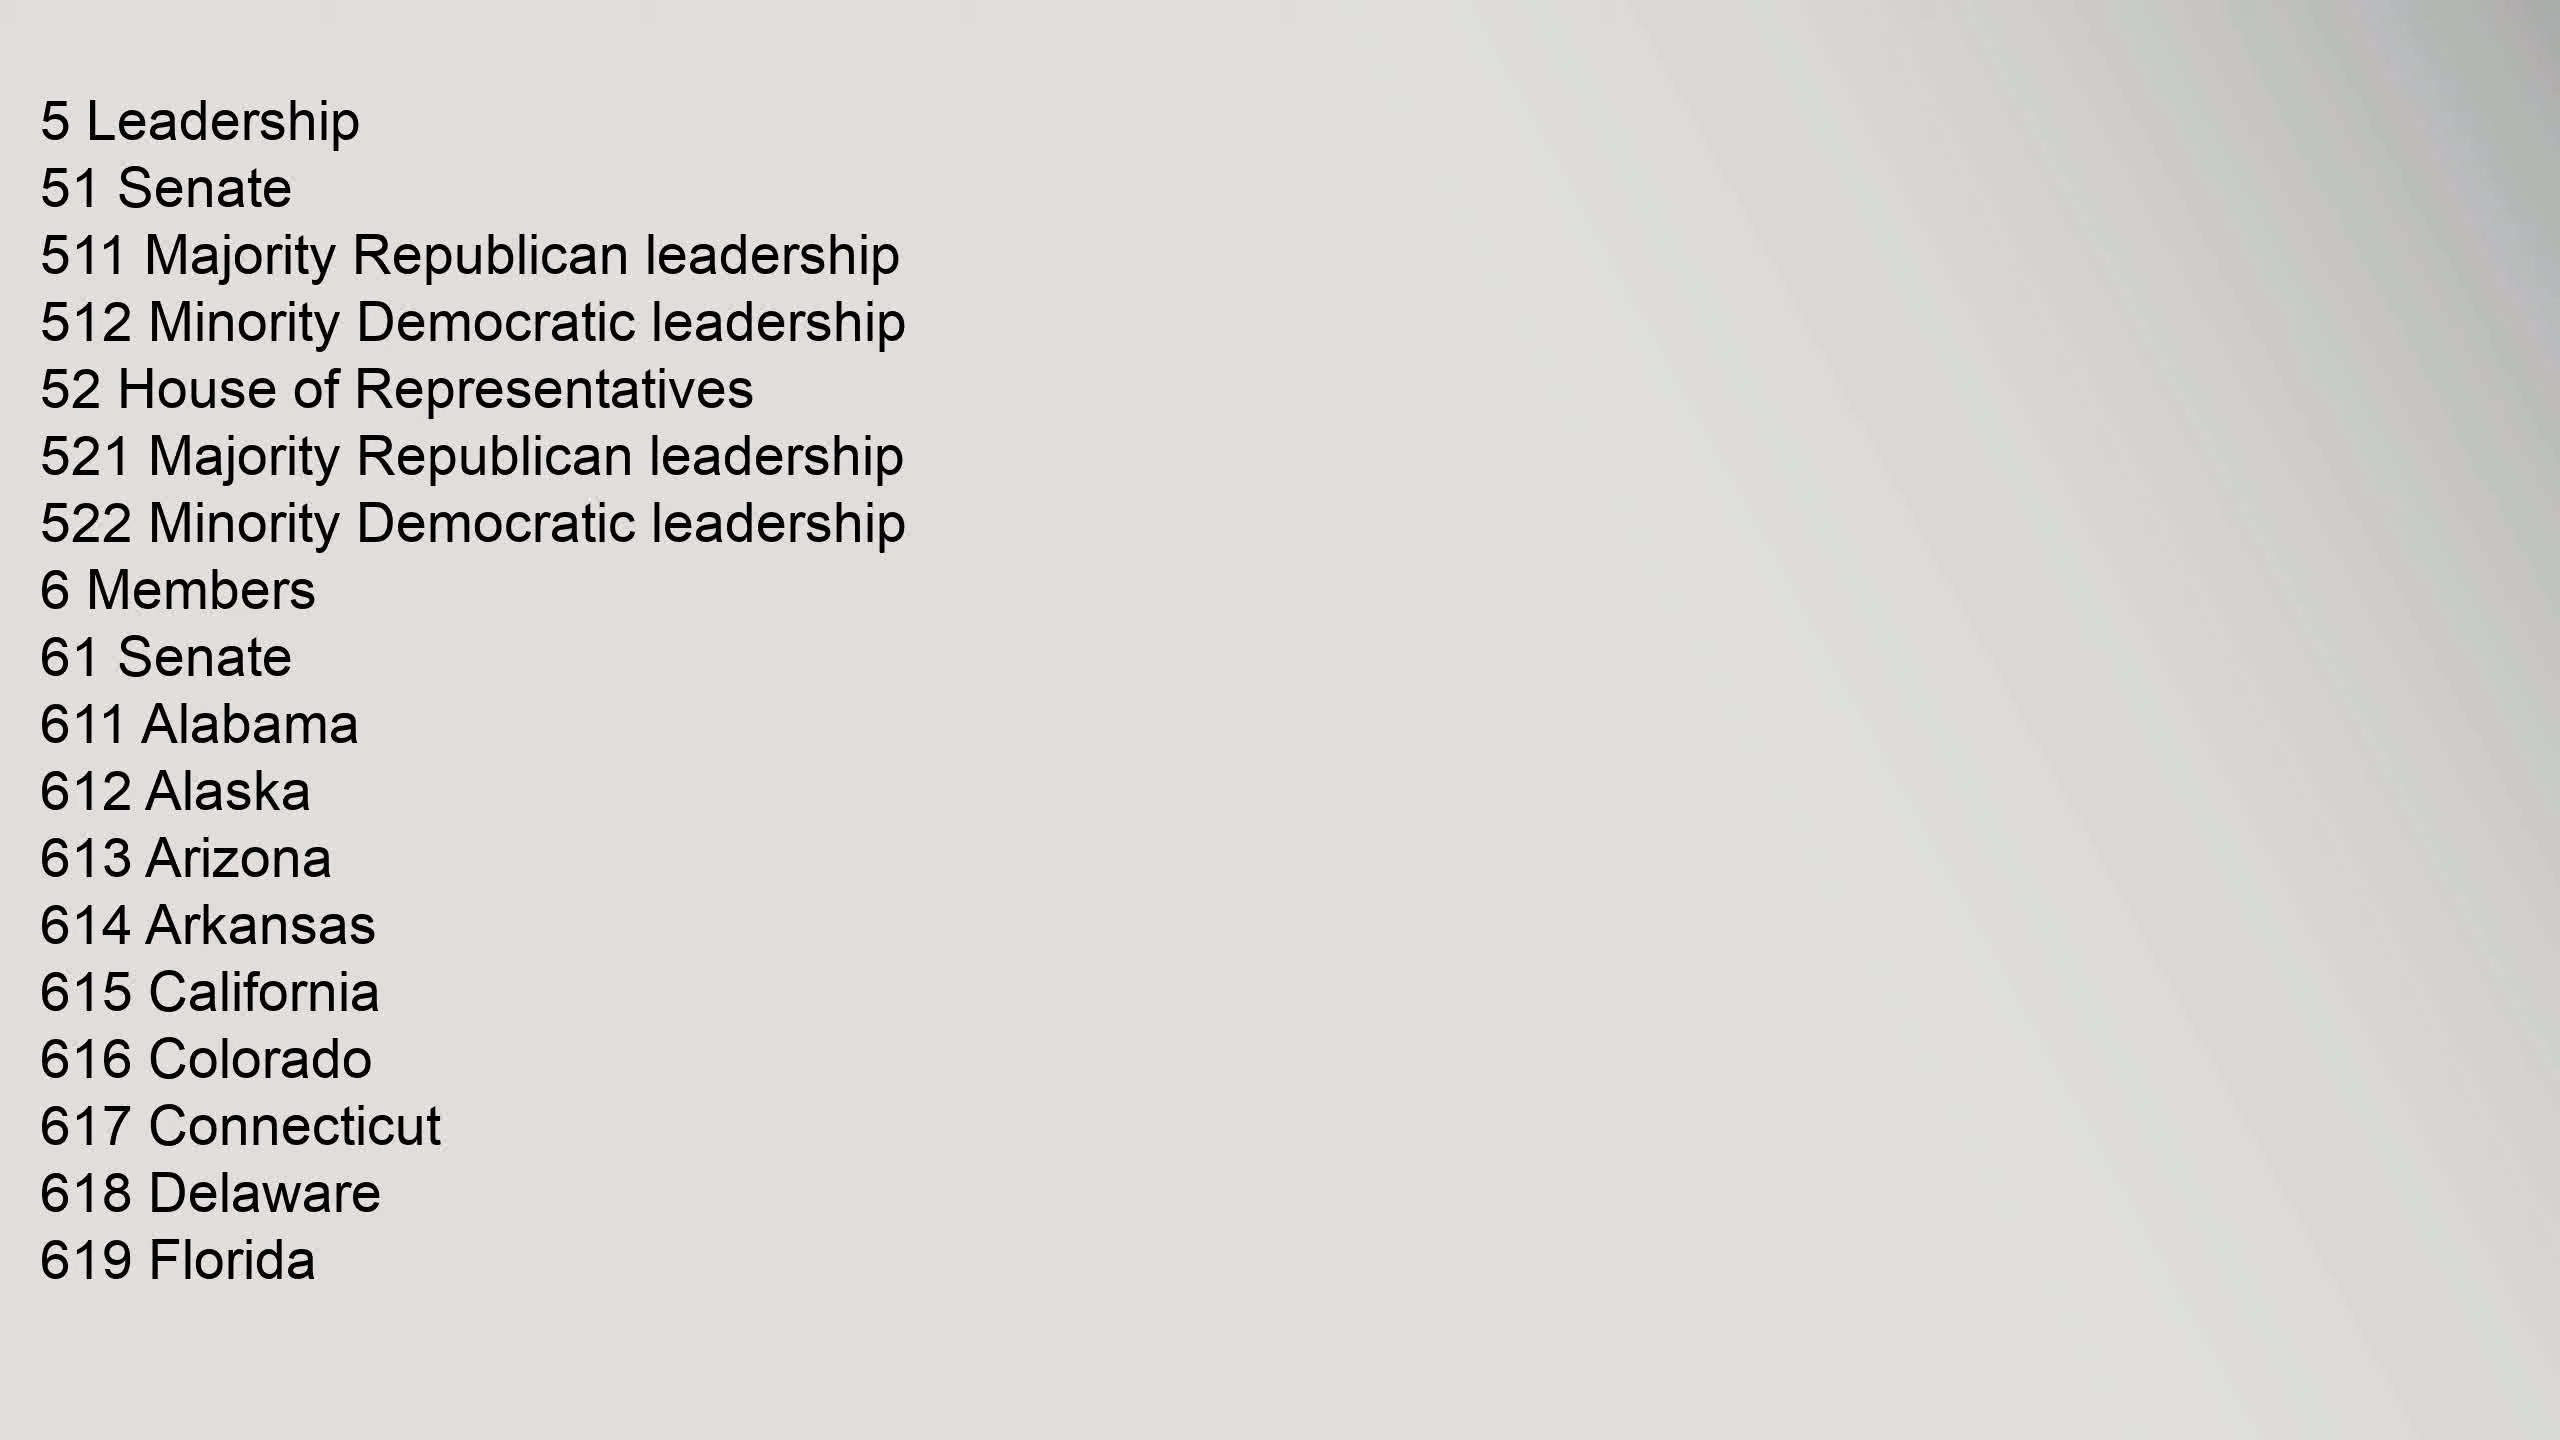 5 Leadership
51 Senate
511 Majority Republican leadership
512 Minority Democratic leadership
52 House of Representatives
521 Majority Republican leadership
522 Minority Democratic leadership
6 Members
61 Senate
611 Alabama
612 Alaska
613 Arizona
614 Arkansas
615 California
616 Colorado
617 Connecticut
618 Delaware
619 Florida